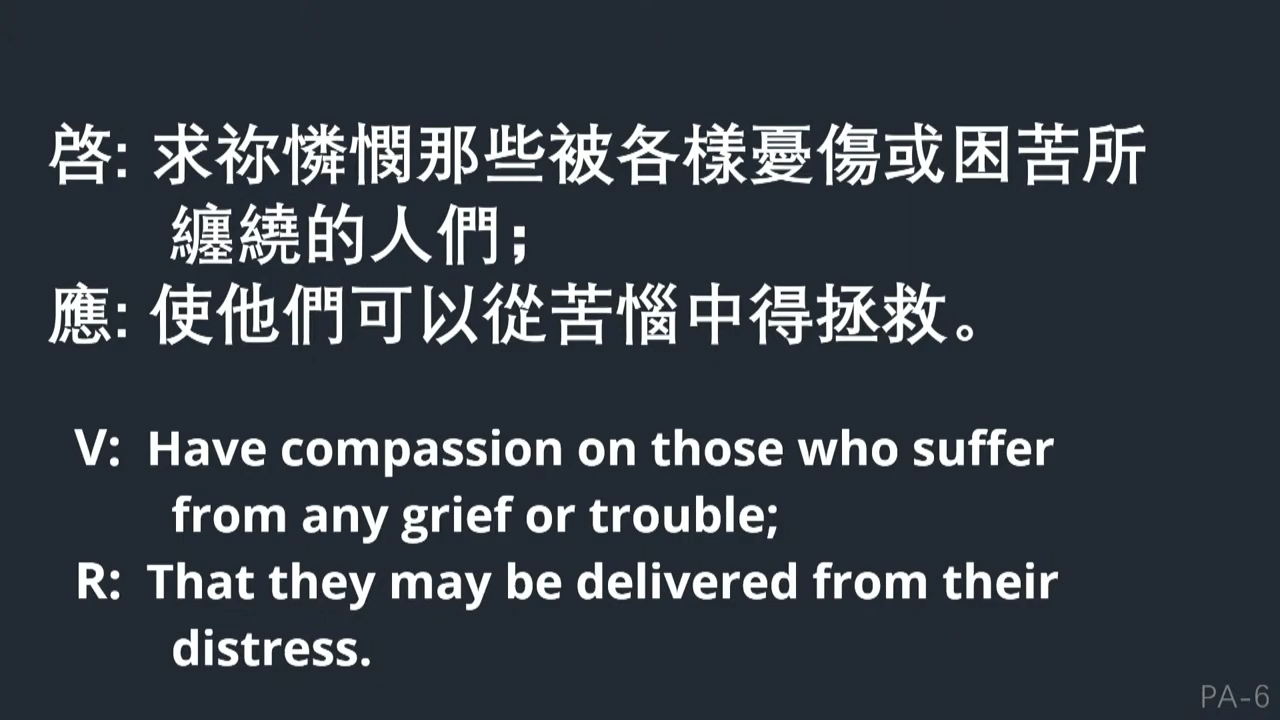 啓: 求祢憐憫那些被各樣憂傷或困苦所
纏繞的人們；
應: 使他們可以從苦惱中得拯救。
V: Have compassion on those who suffer
from any grief or trouble;
R: That they may be delivered from their
distress.
PA-6